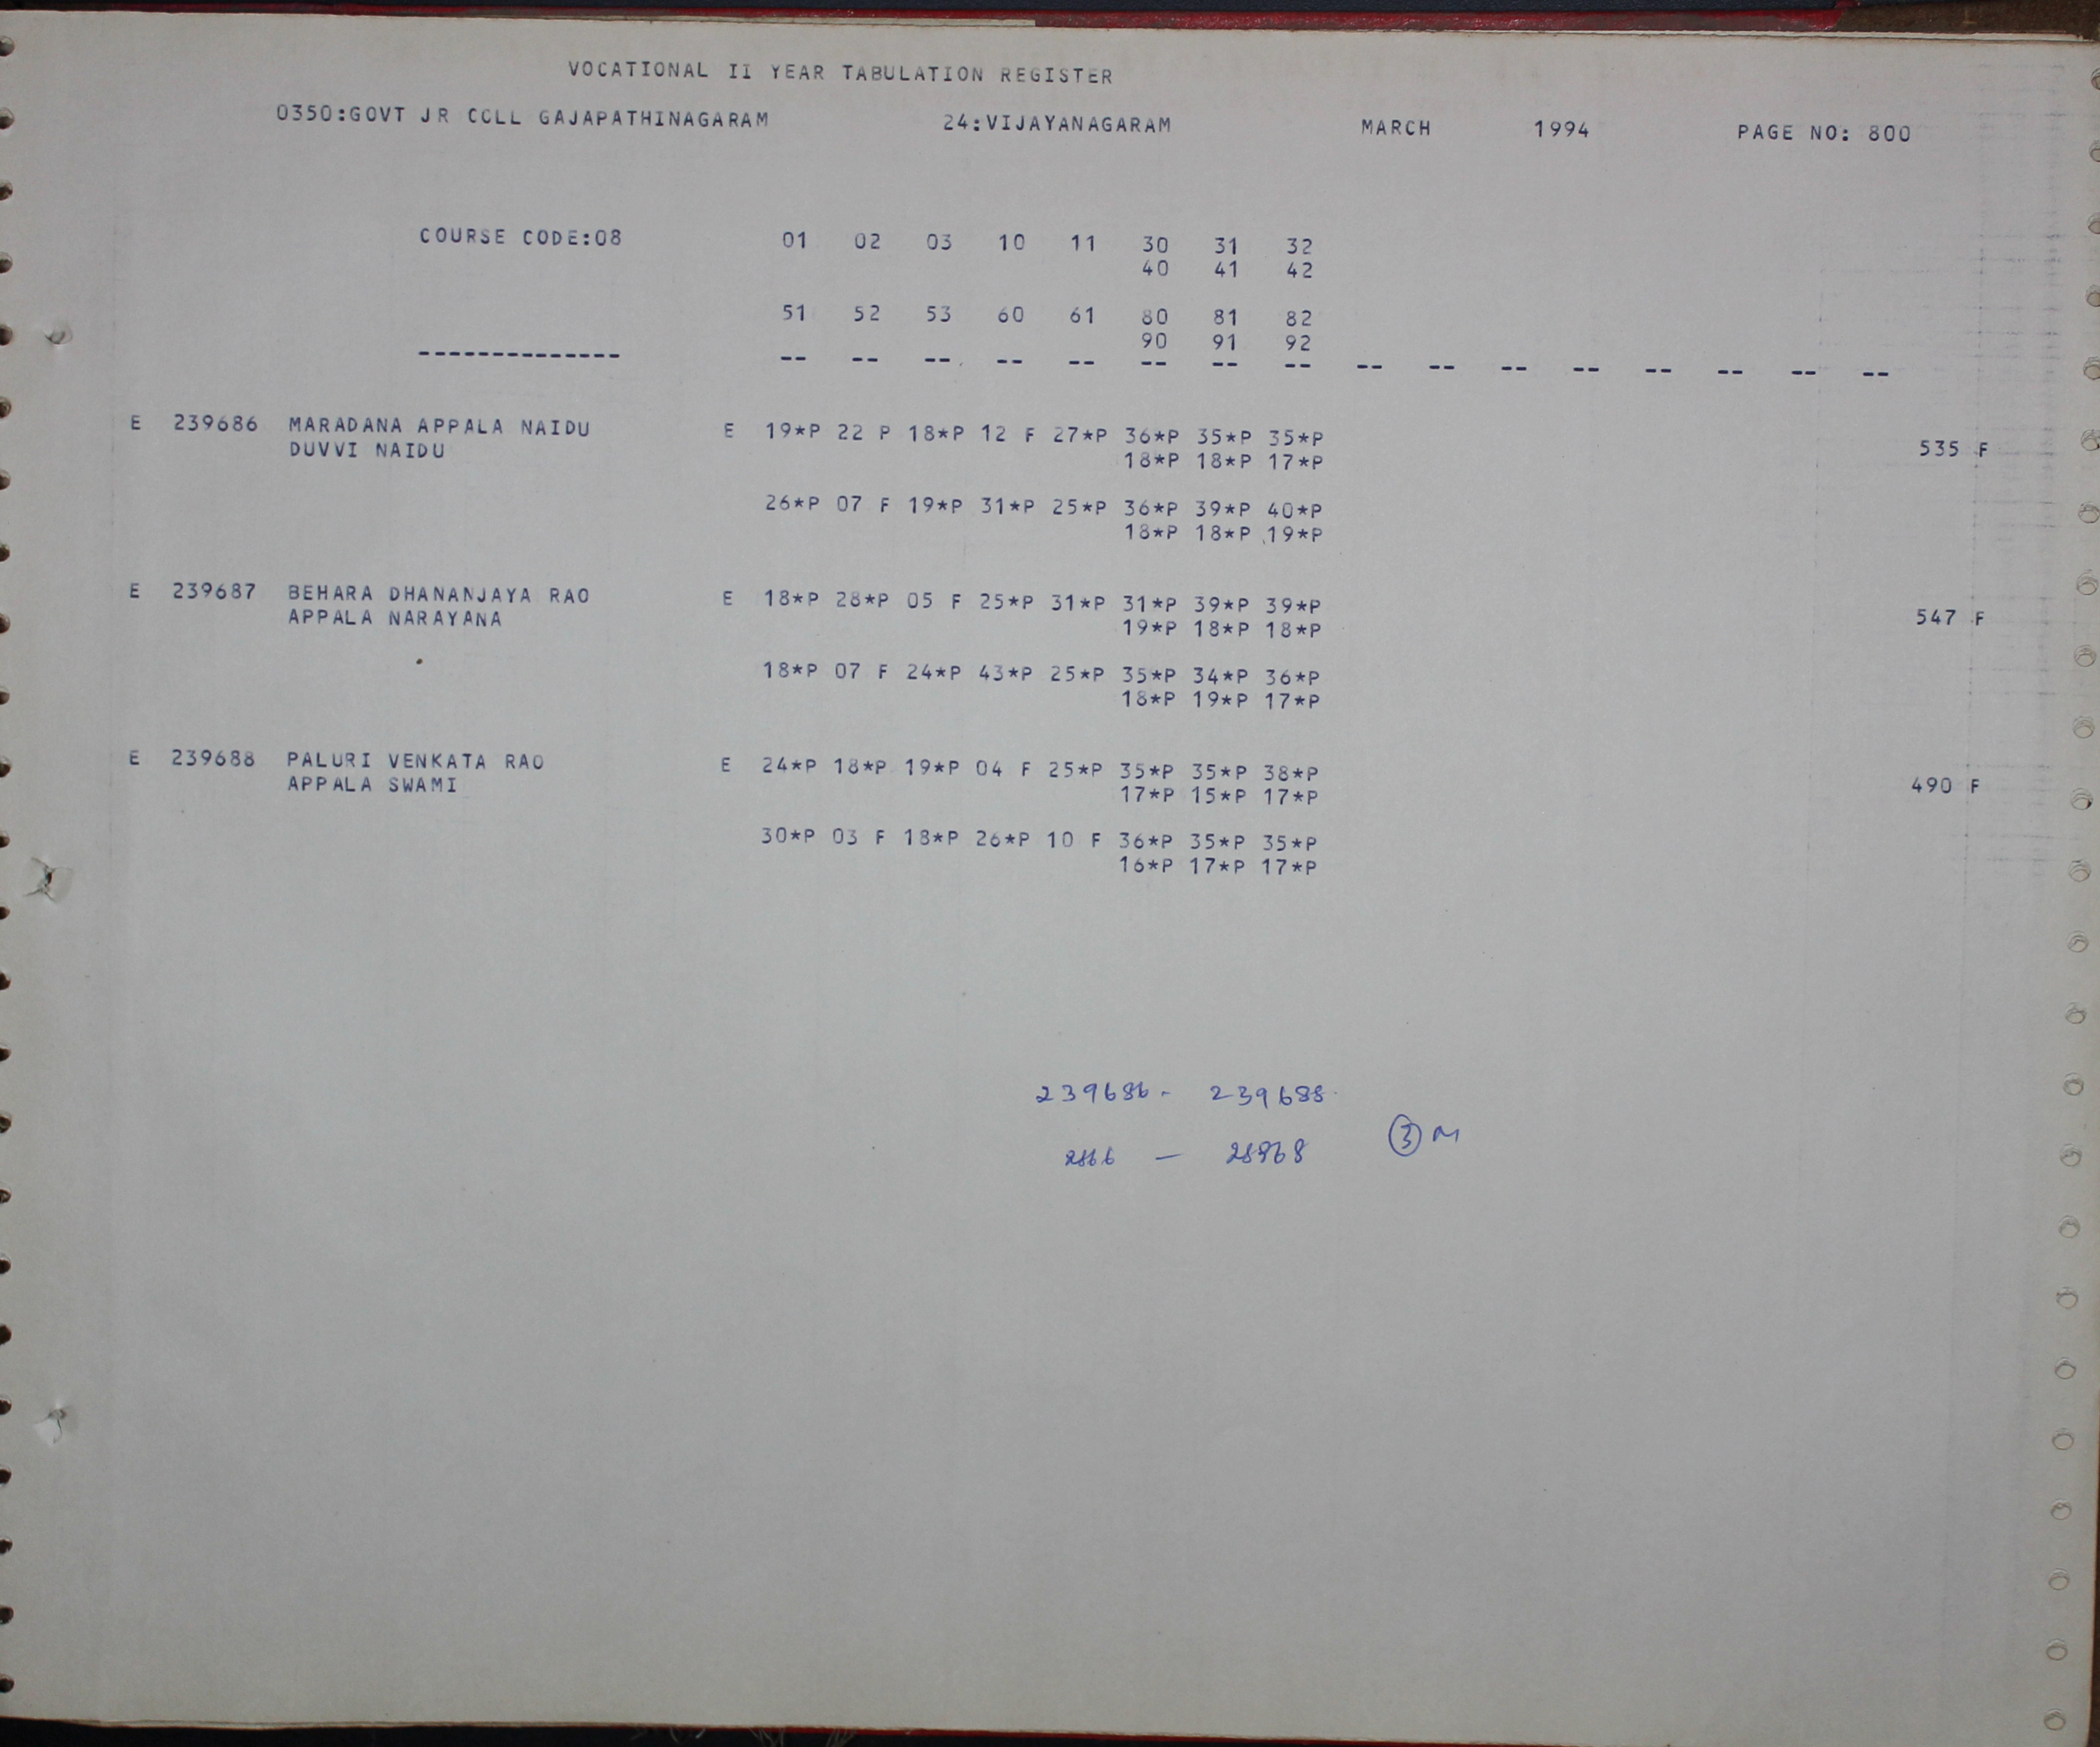 VOCATIONAL II YEAR TABULATION REGISTER
0350:GOVT JR COLL GAJAPATHINAGARAM 24:VIJAYANAGARAM MARCH 1994 PAGE NO: 800
COURSE CODE:08 01 02 03 10 11 30 31 32
40 41 42
51 52 53 60 61 80 81 82
90 91 92
-------------- -- -- -- -- -- -- -- -- -- -- -- -- -- -- -- --
E 239686 MARADANA APPALA NAIDU E 19*P 22 P 18*P 12 F 27*P 36*P 35*P 35*P
DUVVI NAIDU 18*P 18*P 17*P 535 F
26*P 07 F 19*P 31*P 25*P 36*P 39*P 40*P
18*P 18*P 19*P
E 239687 BEHARA DHANANJAYA RAO E 18*P 28*P 05 F 25*P 31*P 31*P 39*P 39*P
APPALA NARAYANA 19*P 18*P 18*P 547 F
18*P 07 F 24*P 43*P 25*P 35*P 34*P 36*P
18*P 19*P 17*P
E 239688 PALURI VENKATA RAO E 24*P 18*P 19*P 04 F 25*P 35*P 35*P 38*P
APPALA SWAMI 17*P 15*P 17*P 490 F
30*P 03 F 18*P 26*P 10 F 36*P 35*P 35*P
16*P 17*P 17*P
239686 - 239688
3